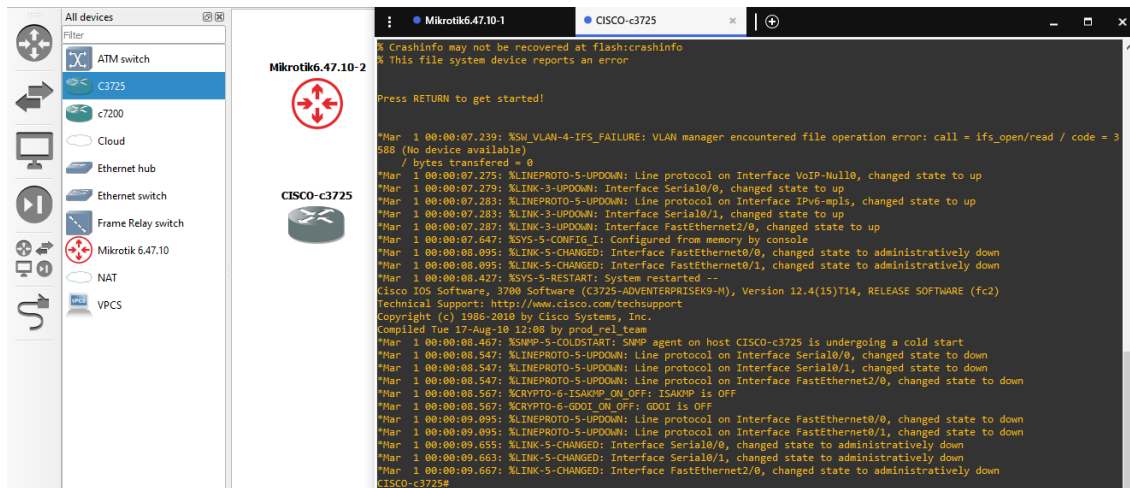 All devices
Filter
ATM switch
C3725
c7200
Cloud
Ethernet hub
Ethernet switch
Frame Relay switch
Mikrotik 6.47.10
NAT
VPCS
VPCS
Mikrotik6.47.10-2
CISCO-c3725
Mikrotik6.47.10-1
CISCO-c3725
% Crashinfo may not be recovered at flash:crashinfo
% This file system device reports an error
Press RETURN to get started!
*Mar  1 00:00:07.239: %SW_VLAN-4-IFS_FAILURE: VLAN manager encountered file operation error: call = ifs_open/read / code = 3
588 (No device available)
/ bytes transfered = 0
*Mar  1 00:00:07.275: %LINEPROTO-5-UPDOWN: Line protocol on Interface VoIP-Null0, changed state to up
*Mar  1 00:00:07.279: %LINK-3-UPDOWN: Interface Serial0/0, changed state to up
*Mar  1 00:00:07.283: %LINEPROTO-5-UPDOWN: Line protocol on Interface IPv6-mpls, changed state to up
*Mar  1 00:00:07.283: %LINK-3-UPDOWN: Interface Serial0/1, changed state to up
*Mar  1 00:00:07.287: %LINK-3-UPDOWN: Interface FastEthernet2/0, changed state to up
*Mar  1 00:00:07.647: %SYS-5-CONFIG_I: Configured from memory by console
*Mar  1 00:00:08.095: %LINK-5-CHANGED: Interface FastEthernet0/0, changed state to administratively down
*Mar  1 00:00:08.095: %LINK-5-CHANGED: Interface FastEthernet0/1, changed state to administratively down
*Mar  1 00:00:08.427: %SYS-5-RESTART: System restarted --
Cisco IOS Software, 3700 Software (C3725-ADVENTERPRISEK9-M), Version 12.4(15)T14, RELEASE SOFTWARE (fc2)
Technical Support: http://www.cisco.com/techsupport
Copyright (c) 1986-2010 by Cisco Systems, Inc.
Compiled Tue 17-Aug-10 12:08 by prod_rel_team
*Mar  1 00:00:08.467: %SNMP-5-COLDSTART: SNMP agent on host CISCO-c3725 is undergoing a cold start
*Mar  1 00:00:08.547: %LINEPROTO-5-UPDOWN: Line protocol on Interface Serial0/0, changed state to down
*Mar  1 00:00:08.547: %LINEPROTO-5-UPDOWN: Line protocol on Interface Serial0/1, changed state to down
*Mar  1 00:00:08.547: %LINEPROTO-5-UPDOWN: Line protocol on Interface FastEthernet2/0, changed state to down
*Mar  1 00:00:08.567: %CRYPTO-6-ISAKMP_ON_OFF: ISAKMP is OFF
*Mar  1 00:00:08.567: %CRYPTO-6-GDOI_ON_OFF: GDOI is OFF
*Mar  1 00:00:09.095: %LINEPROTO-5-UPDOWN: Line protocol on Interface FastEthernet0/0, changed state to down
*Mar  1 00:00:09.095: %LINEPROTO-5-UPDOWN: Line protocol on Interface FastEthernet0/1, changed state to down
*Mar  1 00:00:09.655: %LINK-5-CHANGED: Interface Serial0/0, changed state to administratively down
*Mar  1 00:00:09.663: %LINK-5-CHANGED: Interface Serial0/1, changed state to administratively down
*Mar  1 00:00:09.667: %LINK-5-CHANGED: Interface FastEthernet2/0, changed state to administratively down
CISCO-c3725#